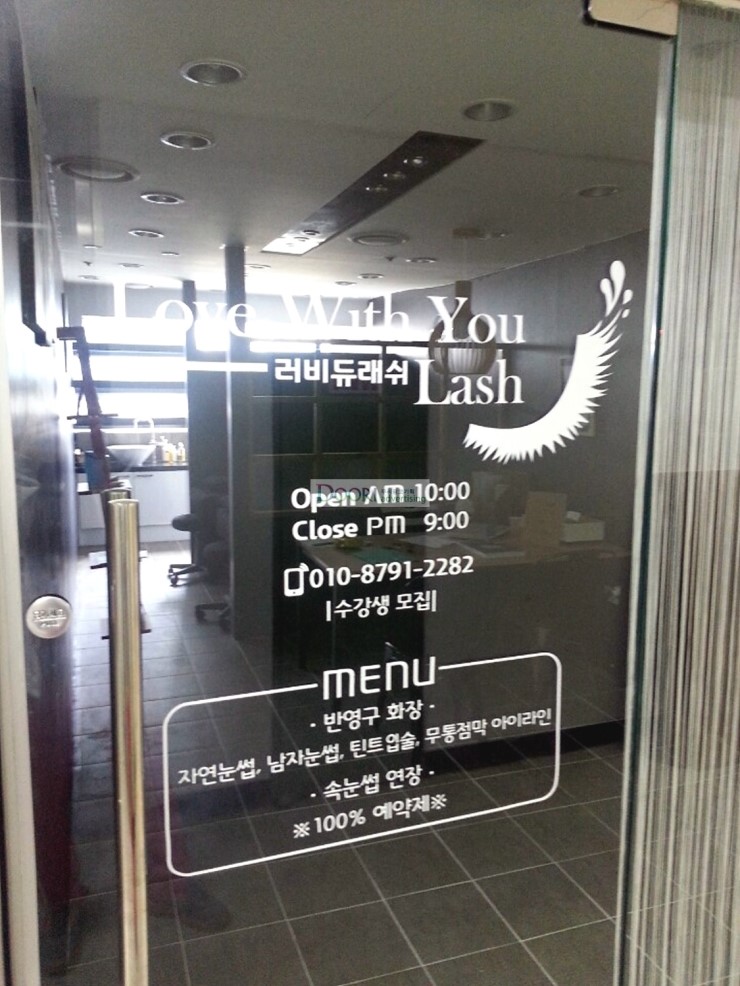 Love With You
러비듀래쉬 Lash
Open AM 10:00
Close PM 9:00
010-8791-2282
|수강생 모집|
MENU
· 반영구 화장 ·
자연눈썹, 남자눈썹, 틴트입술, 무통점막 아이라인
· 속눈썹 연장 ·
※100% 예약제※